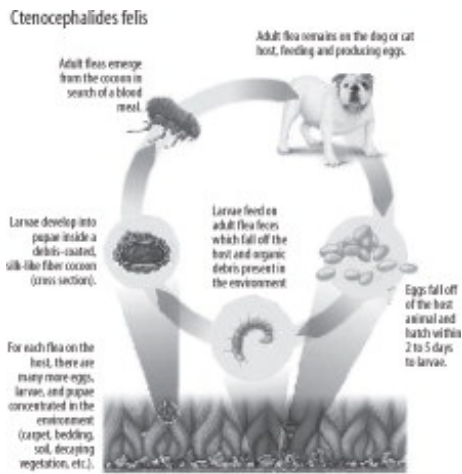 Ctenocephalides felis
Adult flea remains on the dog or cat
host, feeding and producing eggs.
Adult fleas emerge
from the cocoon in
search of a blood
meal.
Larvae develop into
pupae inside a
debris-coated,
silk-like fiber cocoon
(cross section).
Larvae feed on
adult flea feces
which fall off the
host and organic
debris present in
the environment
Eggs fall off
of the host
animal and
hatch within
2 to 5 days
to larvae.
For each flea on the
host, there are
many more eggs,
larvae, and pupae
concentrated in the
environment
(carpet, bedding,
soil, decaying
vegetation, etc.).